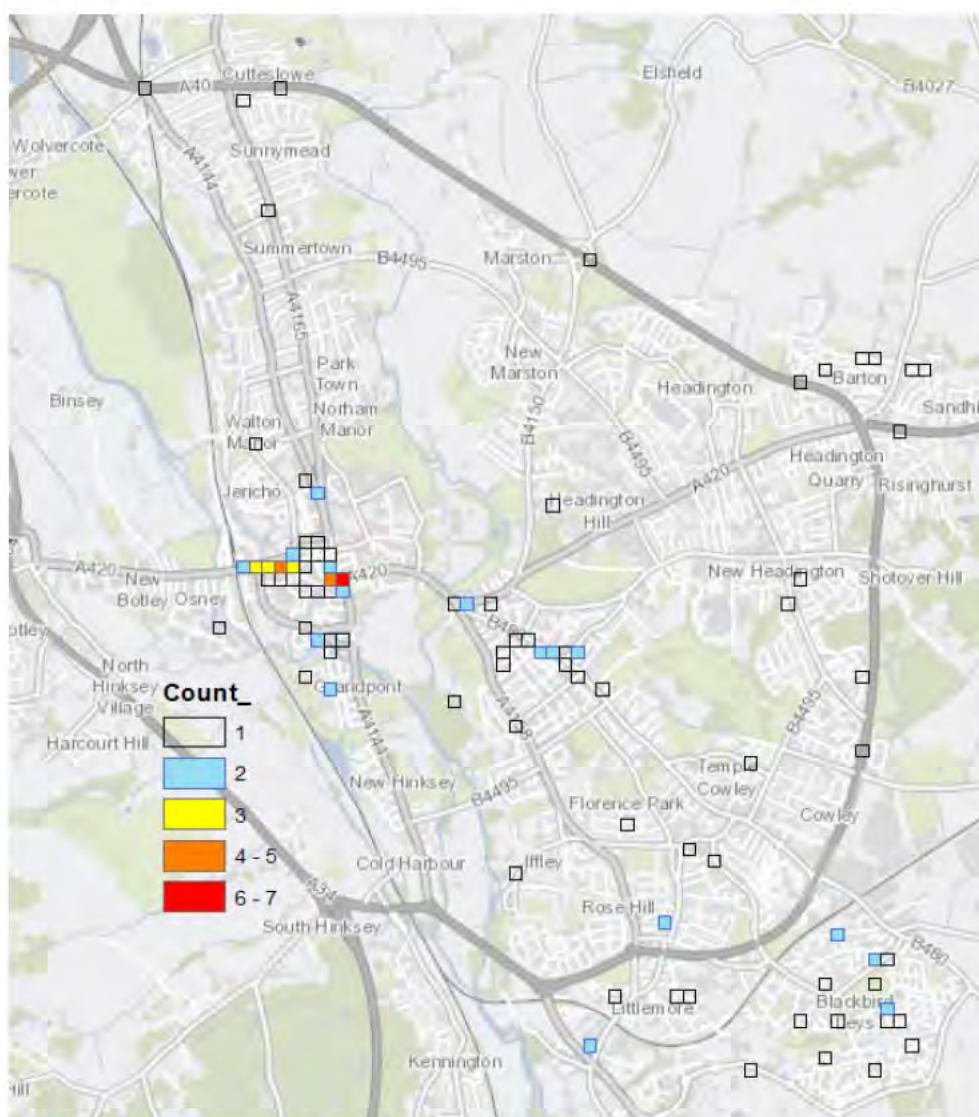 Elsfield
Cutteslowe
A40
B4027
Wolvercote
Sunnymead
A4144
Summertown
B4495
Marston
A4165
New
Marston
Park
Town
Norham
Manor
Headington
Barton
Binsey
Walton
Manor
B4150
B4495
A420
Headington
Quarry
Risinghurst
Jericho
Headington
Hill
A420
New
Botley
Osney
A420
New Headington
Shotover Hill
North
Hinksey
Village
Grandpont
Harcourt Hill
A4144
B4495
New Hinksey
B4495
Temple
Cowley
Florence Park
Cowley
Cold Harbour
Iffley
A34
South Hinksey
Rose Hill
B480
Littlemore
Blackbird
Leys
Kennington
Count_
1
2
3
4 - 5
6 - 7